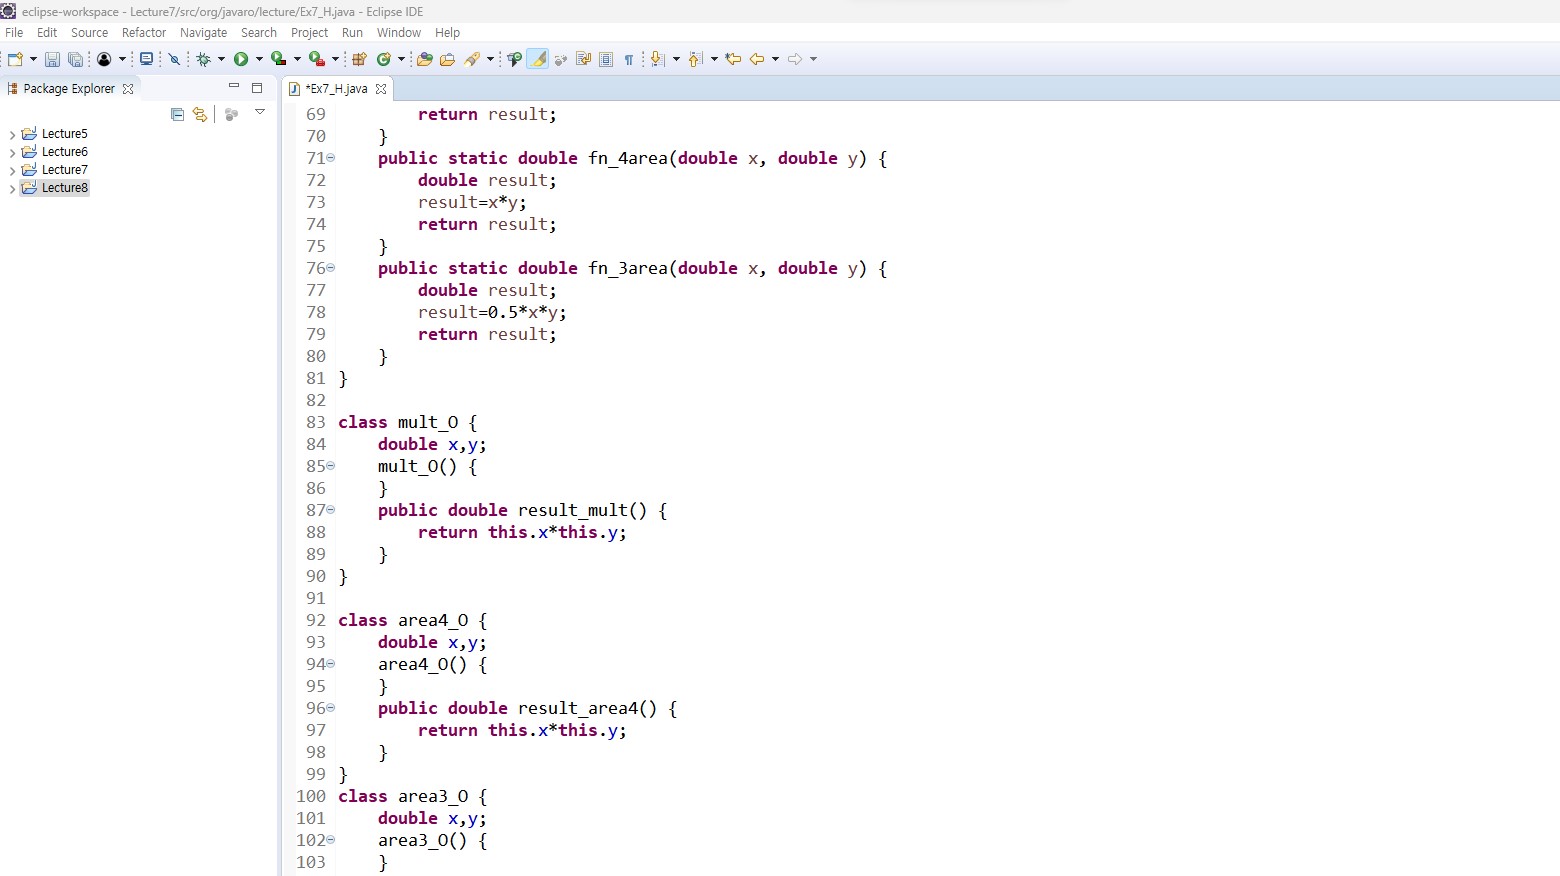 eclipse-workspace - Lecture7/src/org/javaro/lecture/Ex7_H.java - Eclipse IDE
File Edit Source Refactor Navigate Search Project Run Window Help
Package Explorer
*Ex7_H.java
Lecture5
Lecture6
Lecture7
Lecture8
69 return result;
70 }
71 public static double fn_4area(double x, double y) {
72 double result;
73 result=x*y;
74 return result;
75 }
76 public static double fn_3area(double x, double y) {
77 double result;
78 result=0.5*x*y;
79 return result;
80 }
81 }
82
83 class mult_O {
84 double x,y;
85 mult_O() {
86 }
87 public double result_mult() {
88 return this.x*this.y;
89 }
90 }
91
92 class area4_O {
93 double x,y;
94 area4_O() {
95 }
96 public double result_area4() {
97 return this.x*this.y;
98 }
99 }
100 class area3_O {
101 double x,y;
102 area3_O() {
103 }